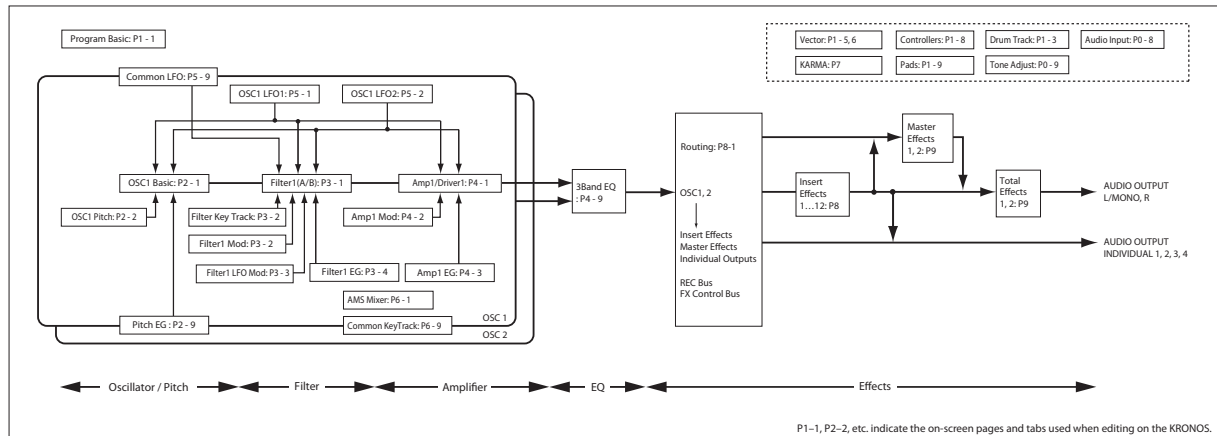 Program Basic: P1 - 1
Vector: P1 - 5, 6
Controllers: P1 - 8
Drum Track: P1 - 3
Audio Input: P0 - 8
KARMA: P7
Pads: P1 - 9
Tone Adjust: P0 - 9
Common LFO: P5 - 9
OSC1 LFO1: P5 - 1
OSC1 LFO2: P5 - 2
OSC1 Basic: P2 - 1
Filter1(A/B): P3 - 1
Amp1/Driver1: P4 - 1
OSC1 Pitch: P2 - 2
Filter Key Track: P3 - 2
Amp1 Mod: P4 - 2
Filter1 Mod: P3 - 2
Filter1 LFO Mod: P3 - 3
Filter1 EG: P3 - 4
Amp1 EG: P4 - 3
AMS Mixer: P6 - 1
Pitch EG : P2 - 9
Common KeyTrack: P6 - 9
OSC 1
OSC 2
3Band EQ
: P4 - 9
Routing: P8-1
OSC1, 2
Insert Effects
Master Effects
Individual Outputs
REC Bus
FX Control Bus
Insert
Effects
1...12: P8
Master
Effects
1, 2: P9
Total
Effects
1, 2: P9
AUDIO OUTPUT
L/MONO, R
AUDIO OUTPUT
INDIVIDUAL 1, 2, 3, 4
Oscillator / Pitch
Filter
Amplifier
EQ
Effects
P1–1, P2–2, etc. indicate the on-screen pages and tabs used when editing on the KRONOS.